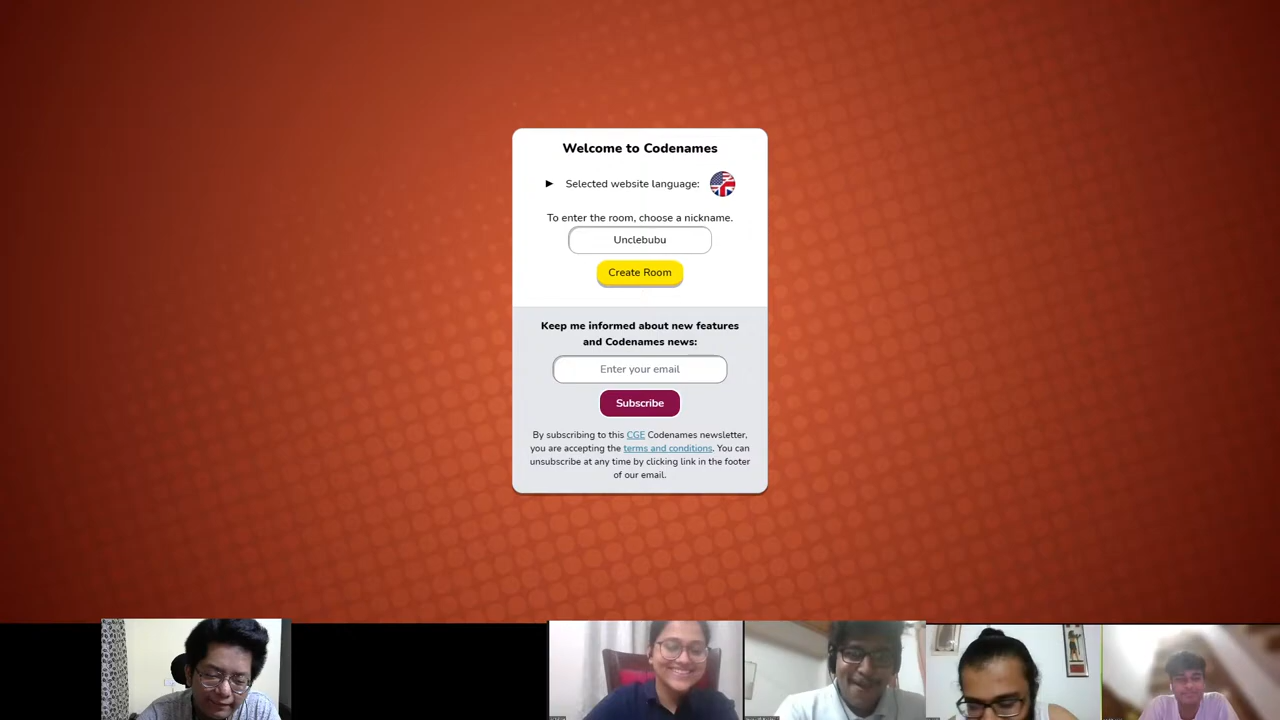 Welcome to Codenames
Selected website language:
To enter the room, choose a nickname.
Unclebubu
Create Room
Keep me informed about new features
and Codenames news:
Enter your email
Subscribe
By subscribing to this CGE Codenames newsletter,
you are accepting the terms and conditions. You can
unsubscribe at any time by clicking link in the footer
of our email.